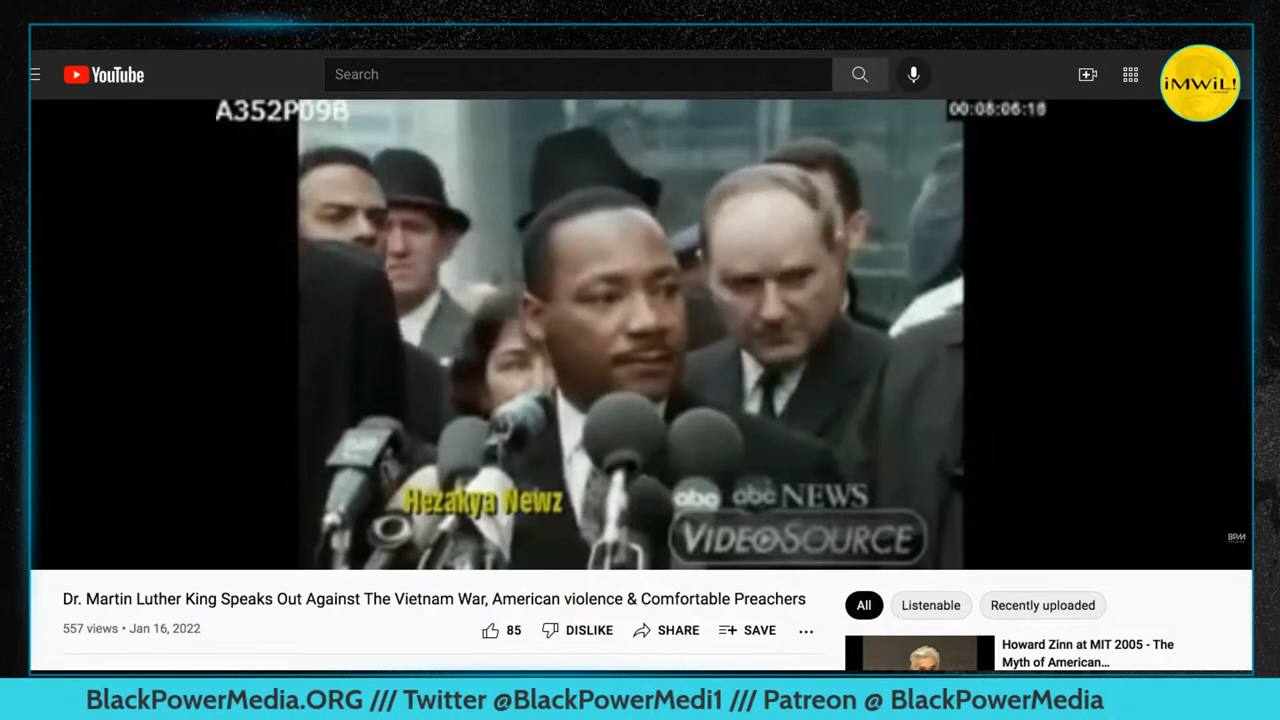 YouTube
Search
iMWiL!
A352P09B
00:08:06:16
Hezakya Newz
abc abc NEWS
VIDEOSOURCE
BPM
Dr. Martin Luther King Speaks Out Against The Vietnam War, American violence & Comfortable Preachers
557 views • Jan 16, 2022
85 DISLIKE SHARE SAVE
All Listenable Recently uploaded
Howard Zinn at MIT 2005 - The
Myth of American...
BlackPowerMedia.ORG /// Twitter @BlackPowerMedi1 /// Patreon @ BlackPowerMedia